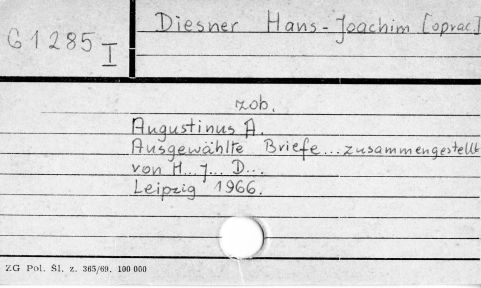 G 1285 I
Diesner Hans-Joachim [oprac.]
zob.
Augustinus A.
Ausgewählte Briefe...zusammengestellt
von H...J...D...
Leipzig 1966.
ZG Pol. Śl. z. 365/69. 100 000